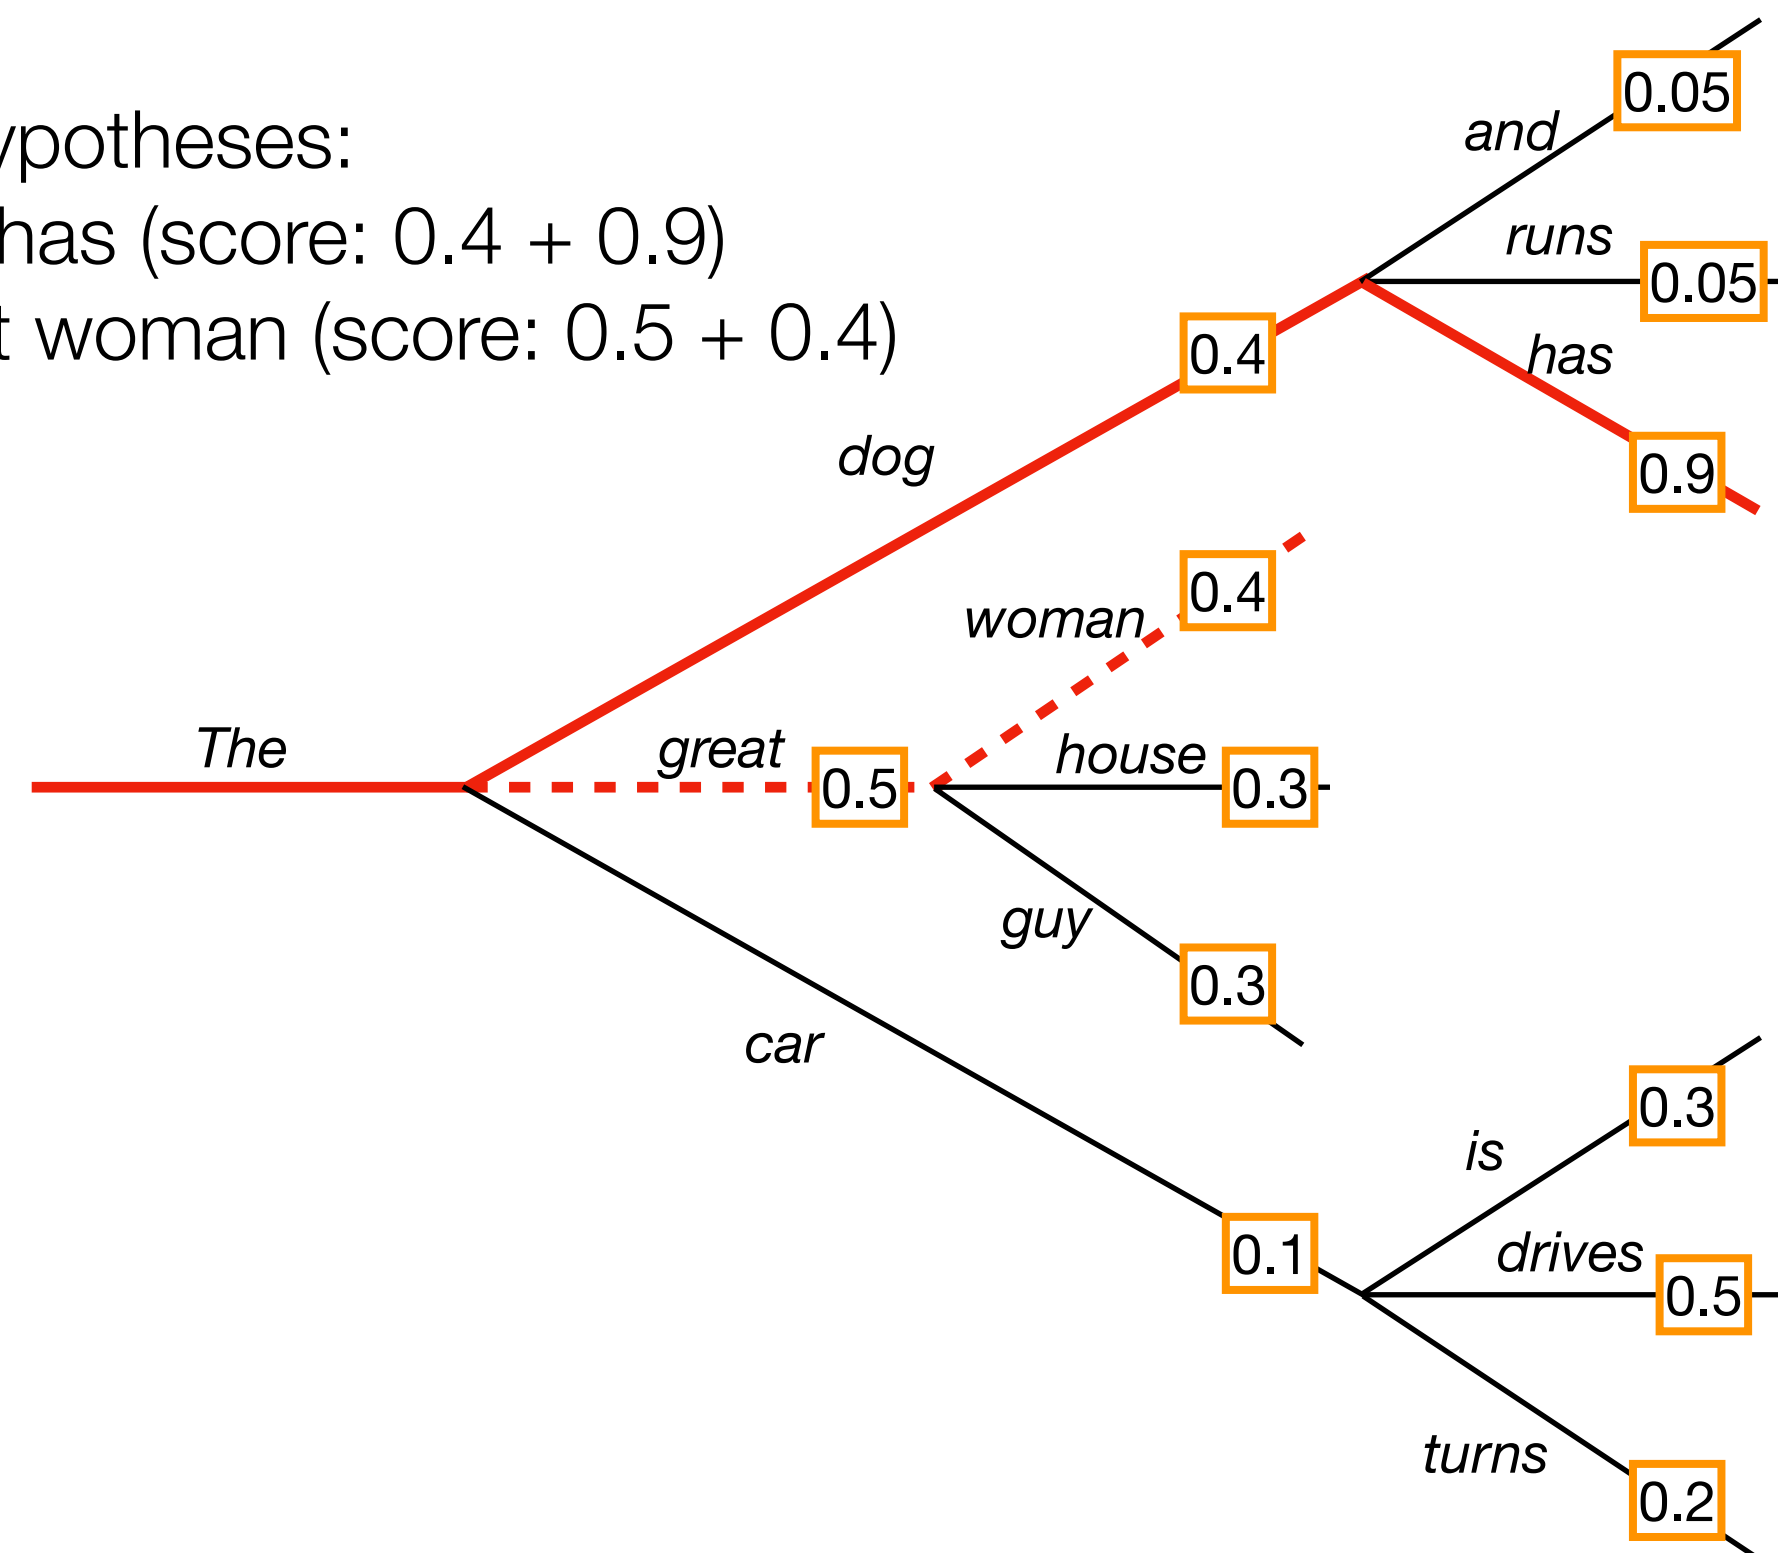 ypotheses:
has (score: 0.4 + 0.9)
t woman (score: 0.5 + 0.4)
and
0.05
runs
0.05
has
0.9
0.4
dog
woman
0.4
The
great
0.5
house
0.3
guy
0.3
car
0.1
is
0.3
drives
0.5
turns
0.2